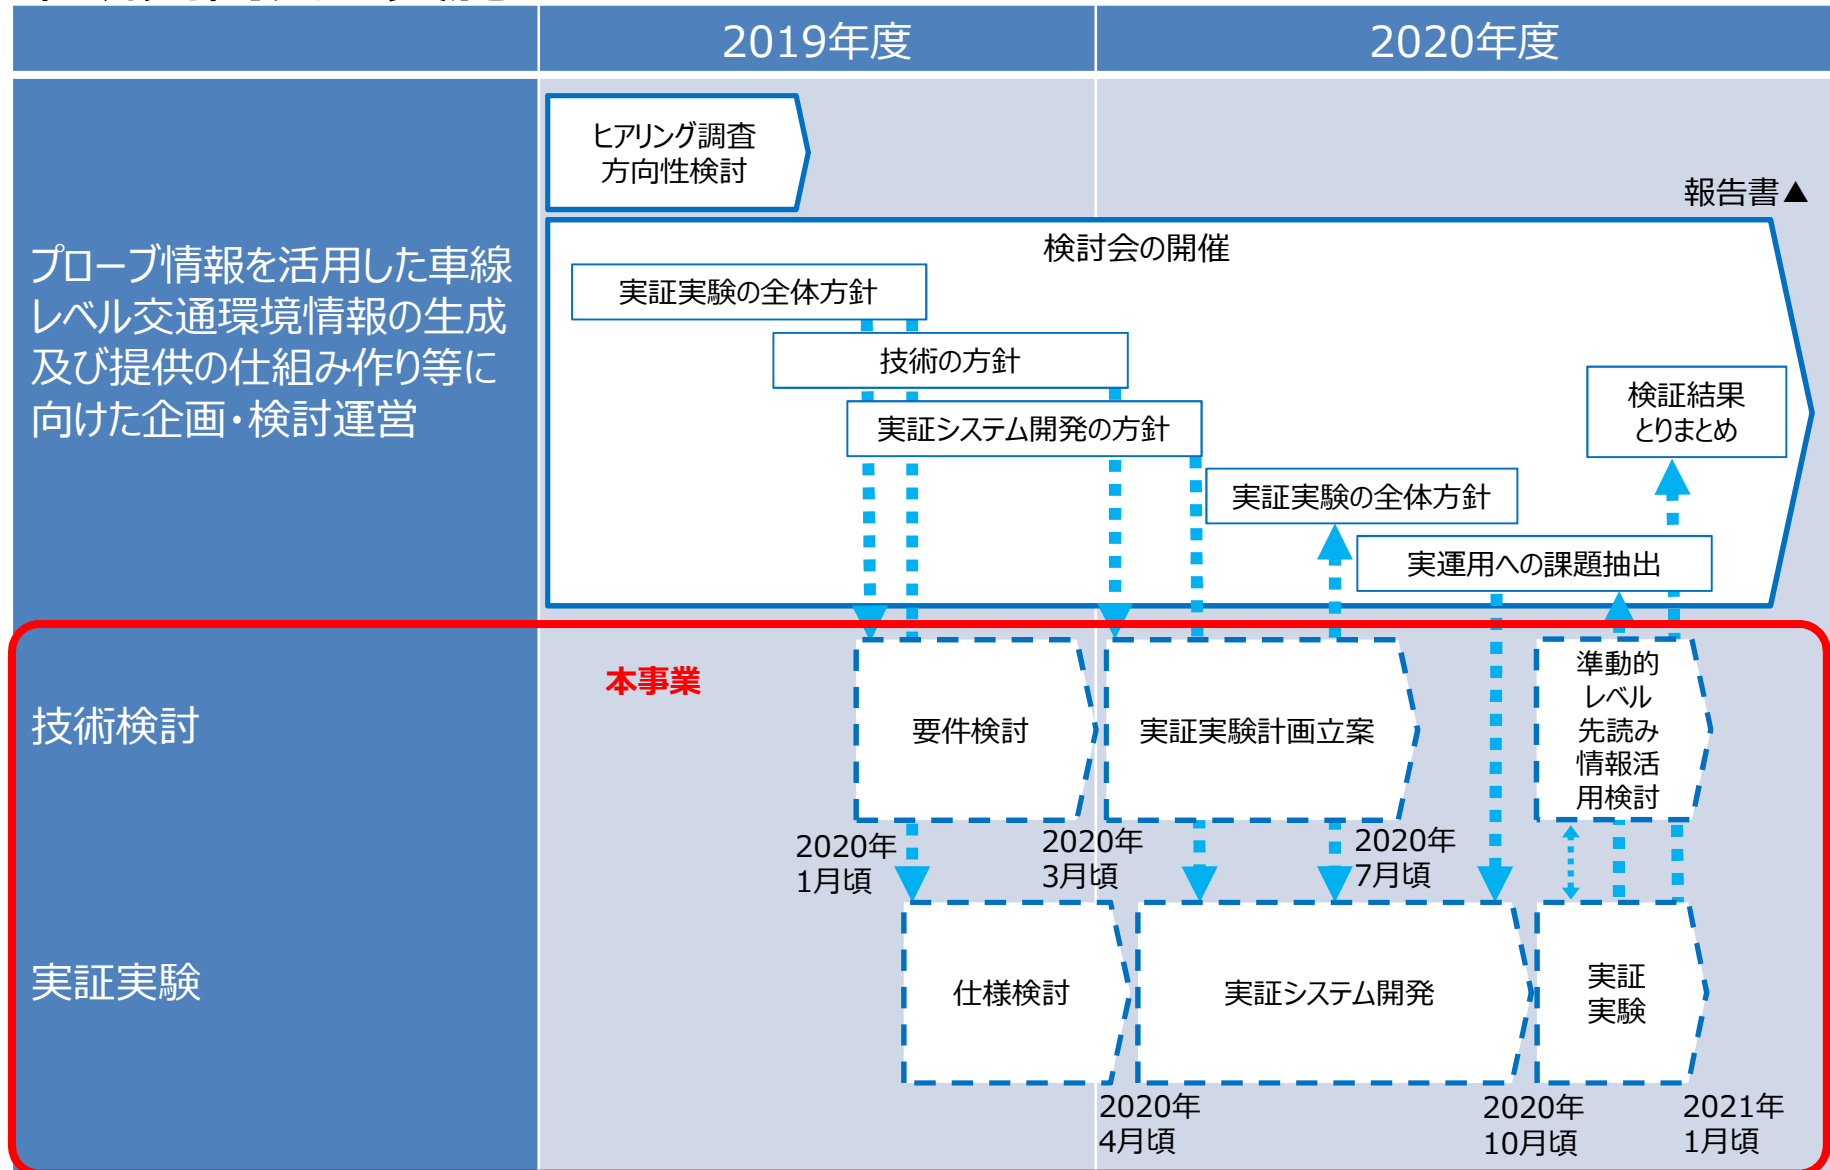 2019年度
2020年度
プローブ情報を活用した車線
レベル交通環境情報の生成
及び提供の仕組み作り等に
向けた企画・検討運営
ヒアリング調査
方向性検討
報告書▲
検討会の開催
実証実験の全体方針
技術の方針
実証システム開発の方針
検証結果
とりまとめ
実証実験の全体方針
実運用への課題抽出
技術検討
本事業
要件検討
実証実験計画立案
準動的
レベル
先読み
情報活
用検討
2020年
1月頃
2020年
3月頃
2020年
7月頃
実証実験
仕様検討
実証システム開発
実証
実験
2020年
4月頃
2020年
10月頃
2021年
1月頃